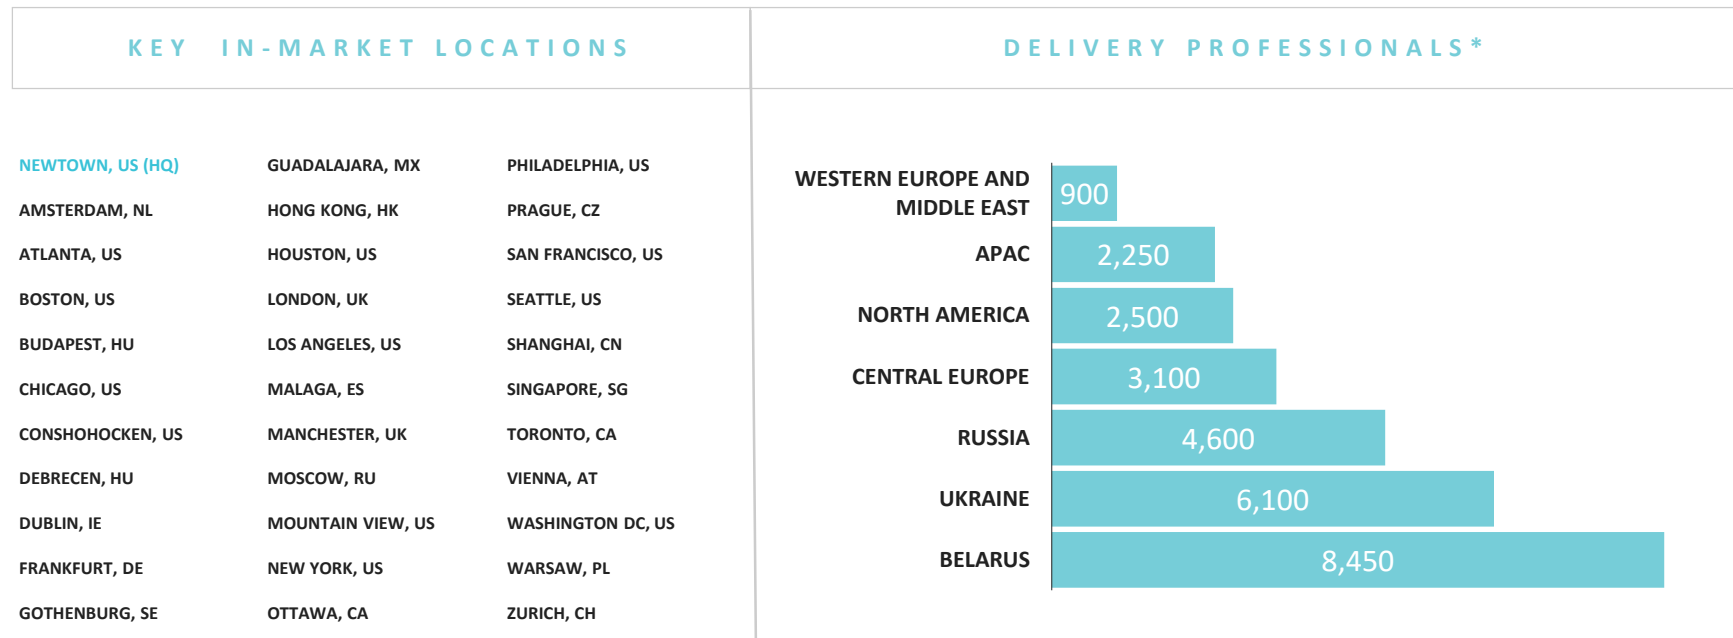 KEY IN-MARKET LOCATIONS
NEWTOWN, US (HQ)
AMSTERDAM, NL
ATLANTA, US
BOSTON, US
BUDAPEST, HU
CHICAGO, US
CONSHOHOCKEN, US
DEBRECEN, HU
DUBLIN, IE
FRANKFURT, DE
GOTHENBURG, SE
GUADALAJARA, MX
HONG KONG, HK
HOUSTON, US
LONDON, UK
LOS ANGELES, US
MALAGA, ES
MANCHESTER, UK
MOSCOW, RU
MOUNTAIN VIEW, US
NEW YORK, US
OTTAWA, CA
PHILADELPHIA, US
PRAGUE, CZ
SAN FRANCISCO, US
SEATTLE, US
SHANGHAI, CN
SINGAPORE, SG
TORONTO, CA
VIENNA, AT
WASHINGTON DC, US
WARSAW, PL
ZURICH, CH
DELIVERY PROFESSIONALS*
WESTERN EUROPE AND
MIDDLE EAST
900
APAC
2,250
NORTH AMERICA
2,500
CENTRAL EUROPE
3,100
RUSSIA
4,600
UKRAINE
6,100
BELARUS
8,450